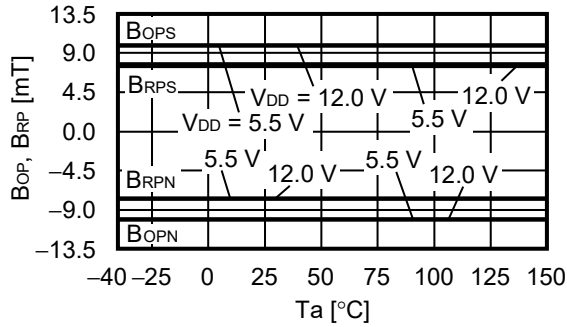 13.5
BOPS
9.0
BRPS
4.5
VDD = 12.0 V
12.0 V
VDD = 5.5 V
5.5 V
0.0
5.5 V
5.5 V
−4.5
BRPN
12.0 V
12.0 V
−9.0
BOPN
−13.5
−40 −25 0 25 50 75 100 125 150
Ta [°C]
BOP, BRP [mT]